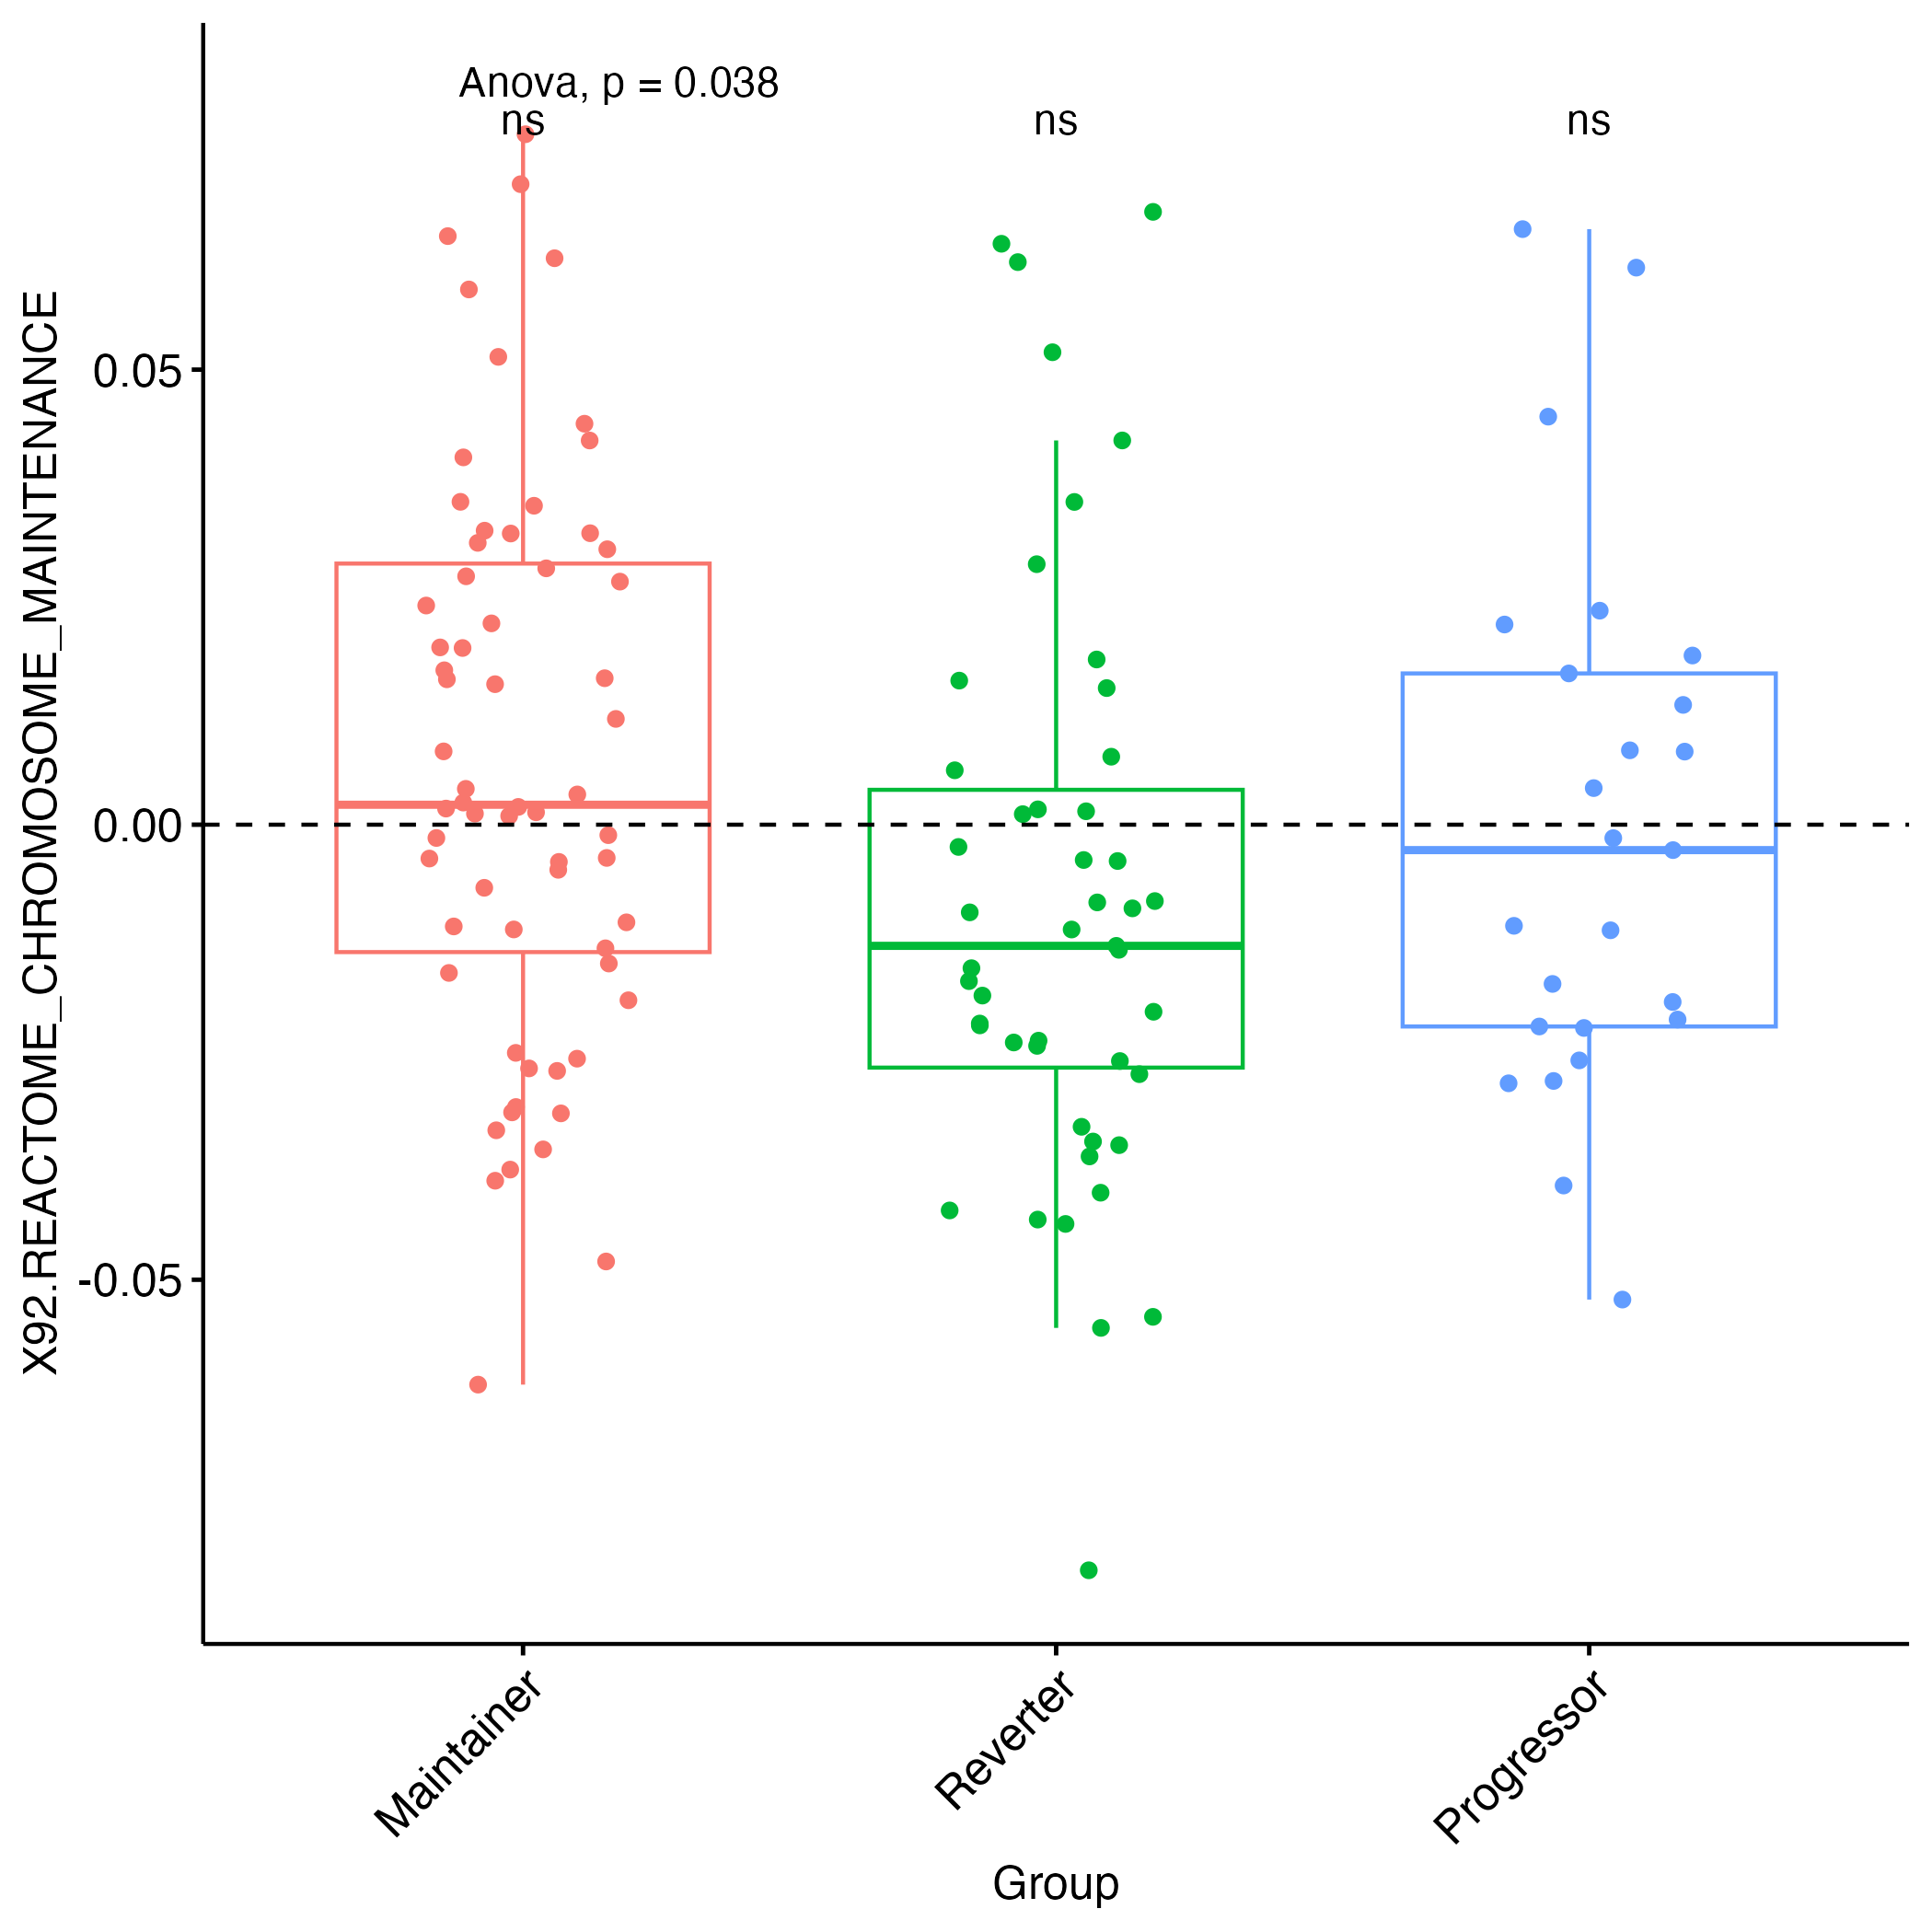 Anova, p = 0.038
ns
ns
ns
X92.REACTOME_CHROMOSOME_MAINTENANCE
0.05
0.00
-0.05
Maintainer
Reverter
Progressor
Group